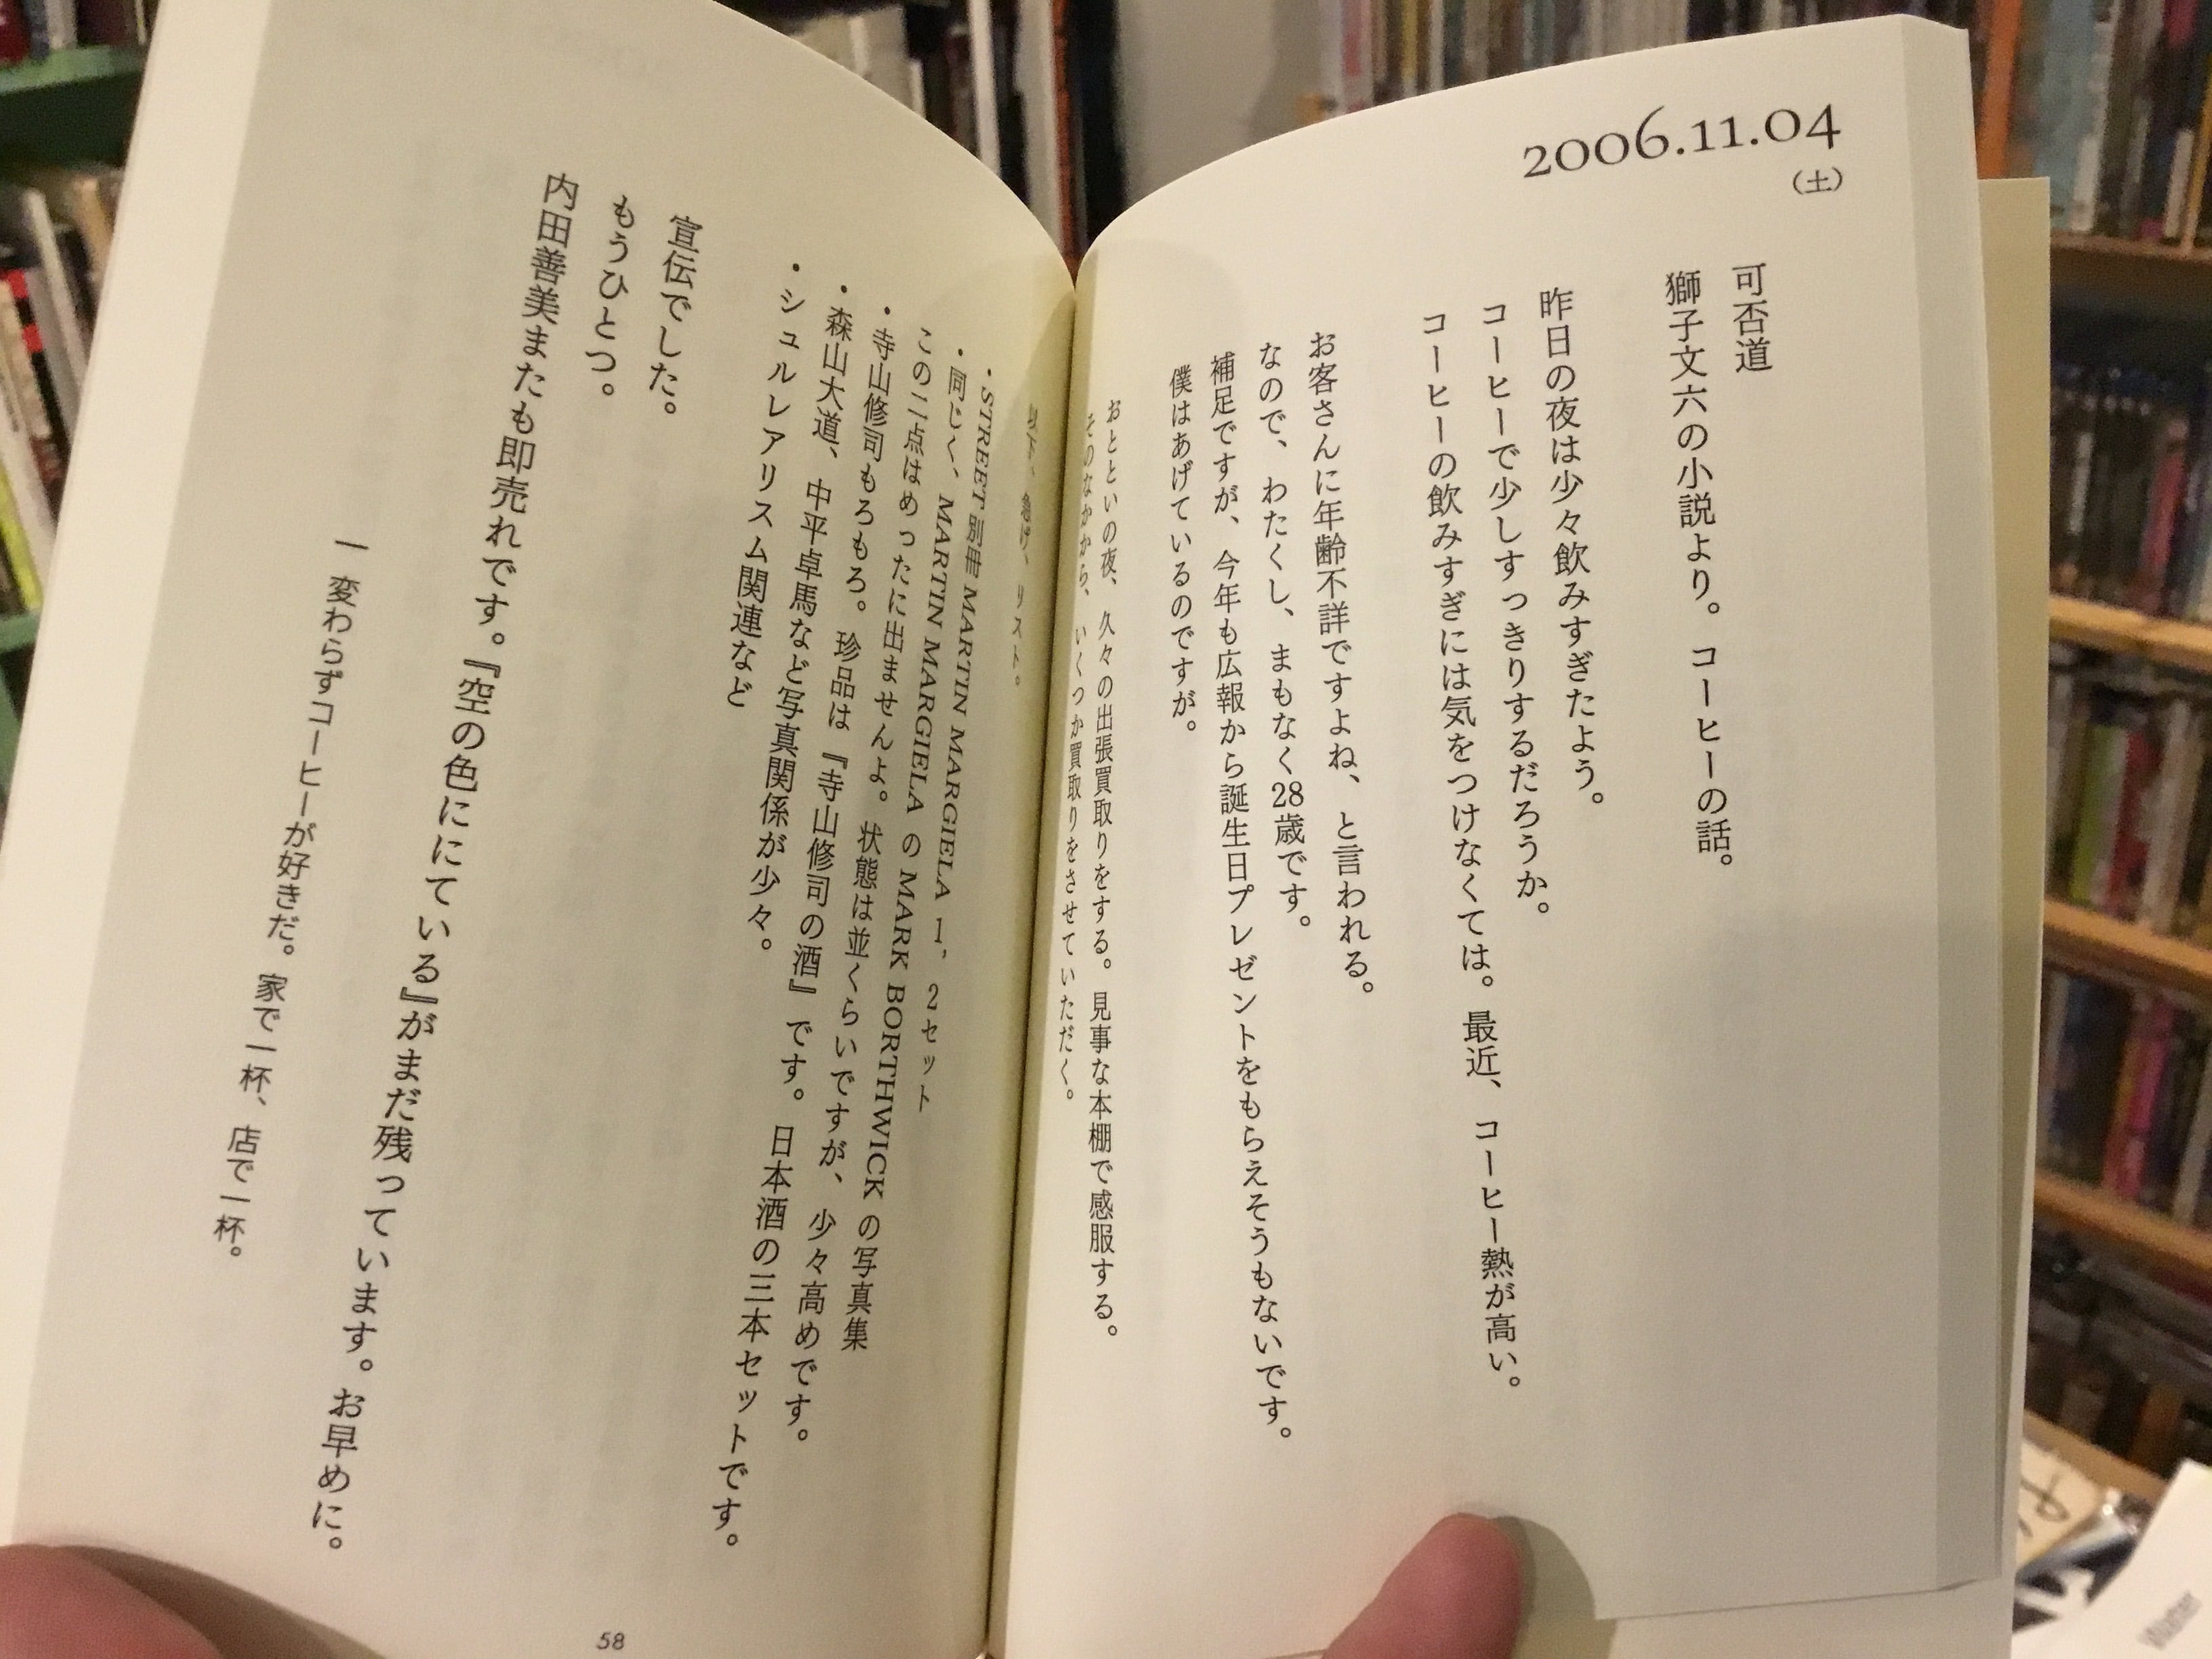 2006.11.04
（土）
可否道
獅子文六の小説より。コーヒーの話。
昨日の夜は少々飲みすぎたよう。
コーヒーで少しすっきりするだろうか。
コーヒーの飲みすぎには気をつけなくては。最近、コーヒー熱が高い。
お客さんに年齢不詳ですよね、と言われる。
なので、わたくし、まもなく28歳です。
補足ですが、今年も広報から誕生日プレゼントをもらえそうもないです。
僕はあげているのですが。
おとといの夜、久々の出張買取りをする。見事な本棚で感服する。
そのなかから、いくつか買取りをさせていただく。
以下、急げ、リスト。
・STREET 別冊 MARTIN MARGIELA 1、2セット
・同じく、MARTIN MARGIELA の MARK BORTHWICK の写真集
この二点はめったに出ませんよ。状態は並くらいですが、少々高めです。
・寺山修司もろもろ。珍品は『寺山修司の酒』です。日本酒の三本セットです。
・森山大道、中平卓馬など写真関係が少々。
・シュルレアリスム関連など
宣伝でした。
もうひとつ。
内田善美またも即売れです。『空の色ににている』がまだ残っています。お早めに。
一 変わらずコーヒーが好きだ。家で一杯、店で一杯。
58